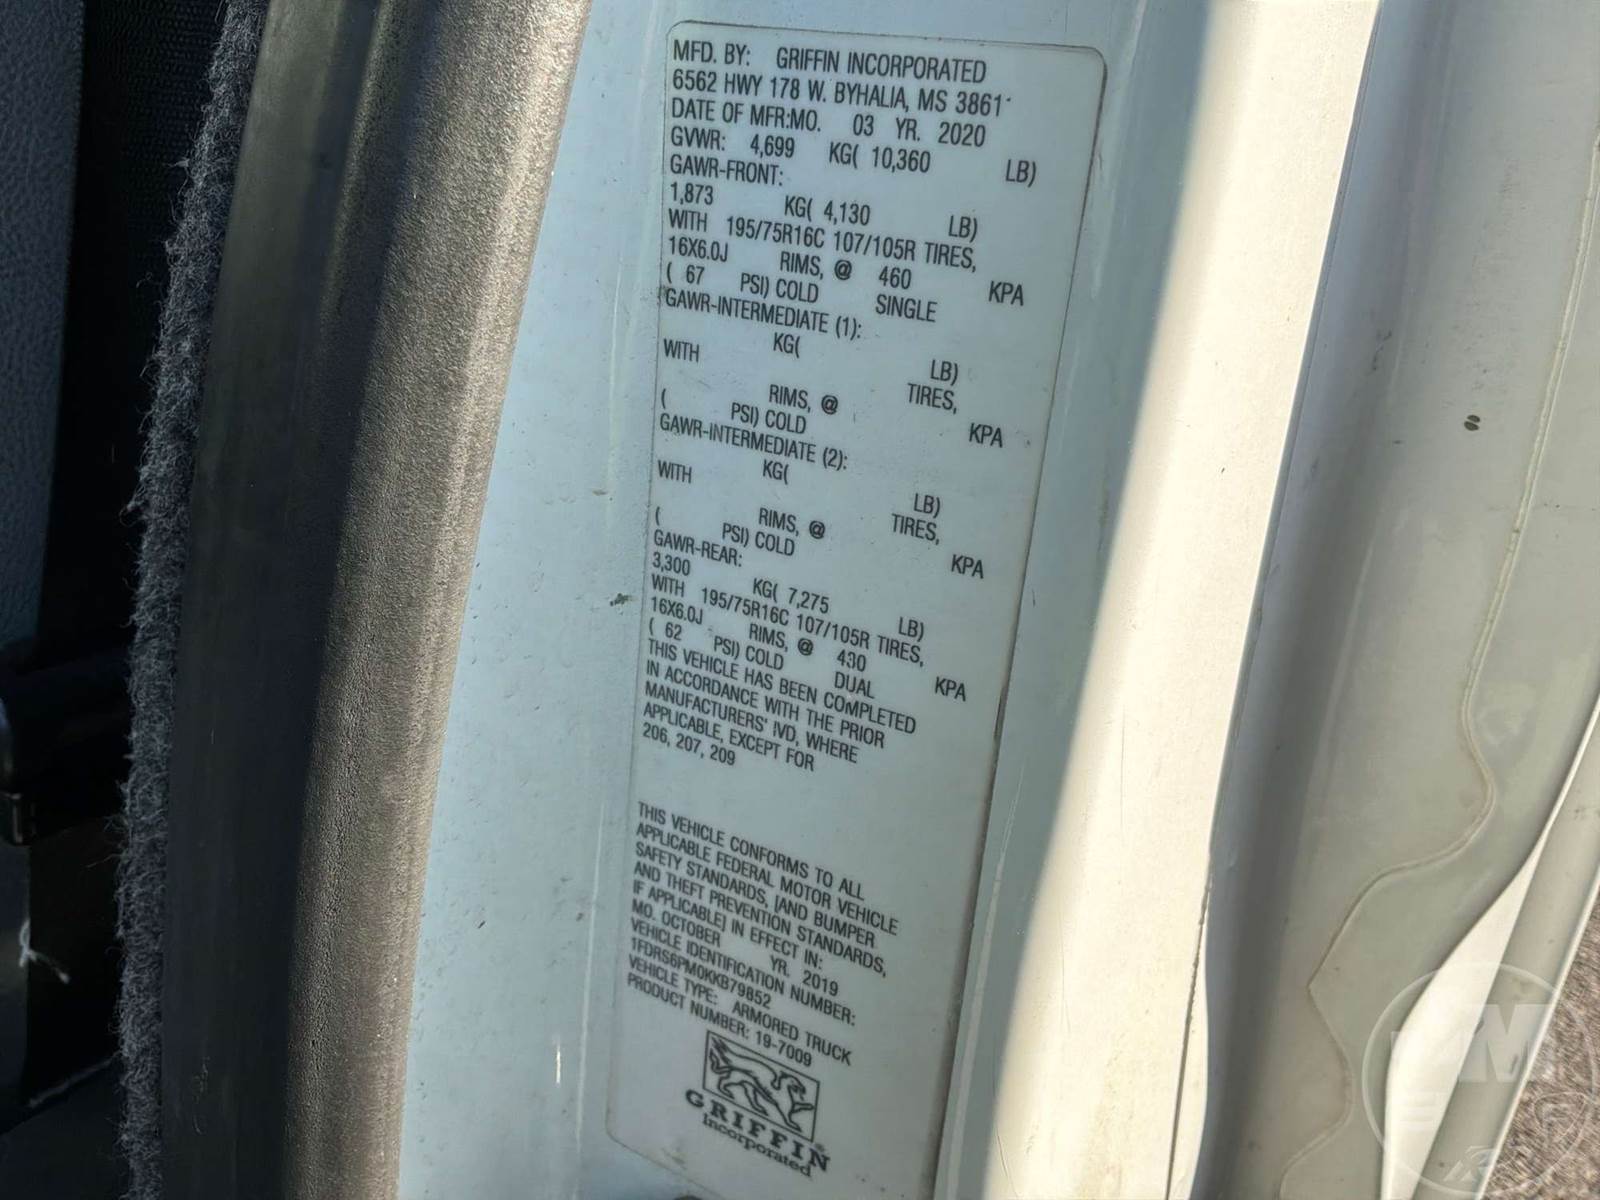 MFD. BY: GRIFFIN INCORPORATED
6562 HWY 178 W. BYHALIA, MS 3861
DATE OF MFR:MO. 03 YR. 2020
GVWR: 4,699 KG( 10,360 LB)
GAWR-FRONT:
1,873 KG( 4,130 LB)
WITH 195/75R16C 107/105R TIRES,
16X6.0J RIMS, @ 460 KPA
( 67 PSI) COLD SINGLE
GAWR-INTERMEDIATE (1):
KG( LB)
WITH TIRES,
RIMS, @ KPA
( PSI) COLD
GAWR-INTERMEDIATE (2):
KG( LB)
WITH TIRES,
RIMS, @ KPA
( PSI) COLD
GAWR-REAR:
3,300 KG( 7,275 LB)
WITH 195/75R16C 107/105R TIRES,
16X6.0J RIMS, @ 430 KPA
( 62 PSI) COLD DUAL
THIS VEHICLE HAS BEEN COMPLETED
IN ACCORDANCE WITH THE PRIOR
MANUFACTURERS' IVD, WHERE
APPLICABLE, EXCEPT FOR
206, 207, 209
THIS VEHICLE CONFORMS TO ALL
APPLICABLE FEDERAL MOTOR VEHICLE
SAFETY STANDARDS, [AND BUMPER
AND THEFT PREVENTION STANDARDS,
IF APPLICABLE] IN EFFECT IN:
MO. OCTOBER YR. 2019
VEHICLE IDENTIFICATION NUMBER:
1FDRS6PM0KKB79852
VEHICLE TYPE: ARMORED TRUCK
PRODUCT NUMBER: 19-7009
GRIFFIN®
Incorporated